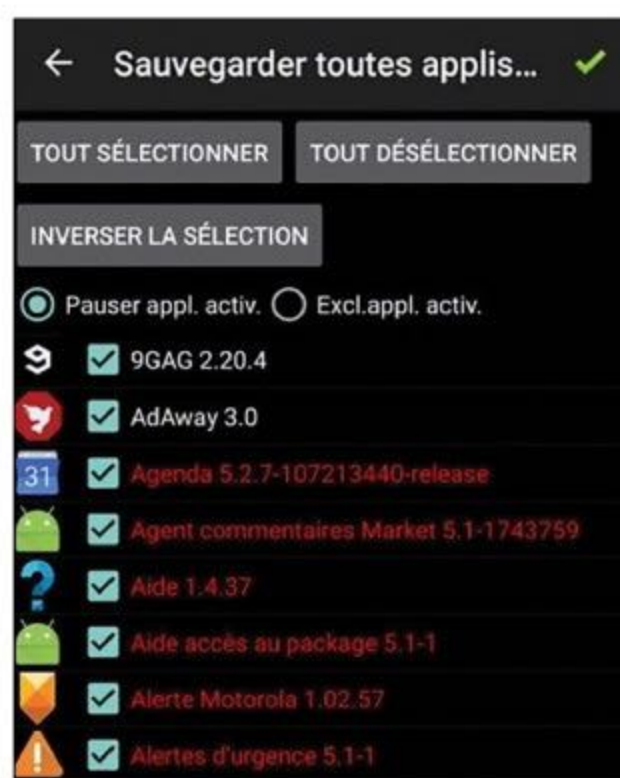 Sauvegarder toutes applis...
TOUT SÉLECTIONNER TOUT DÉSÉLECTIONNER
INVERSER LA SÉLECTION
Pauser appl. activ. Excl.appl. activ.
9GAG 2.20.4
AdAway 3.0
31 Agenda 5.2.7-107213440-release
Agent commentaires Market 5.1-1743759
Aide 1.4.37
Aide accès au package 5.1-1
Alerte Motorola 1.02.57
Alertes d'urgence 5.1-1